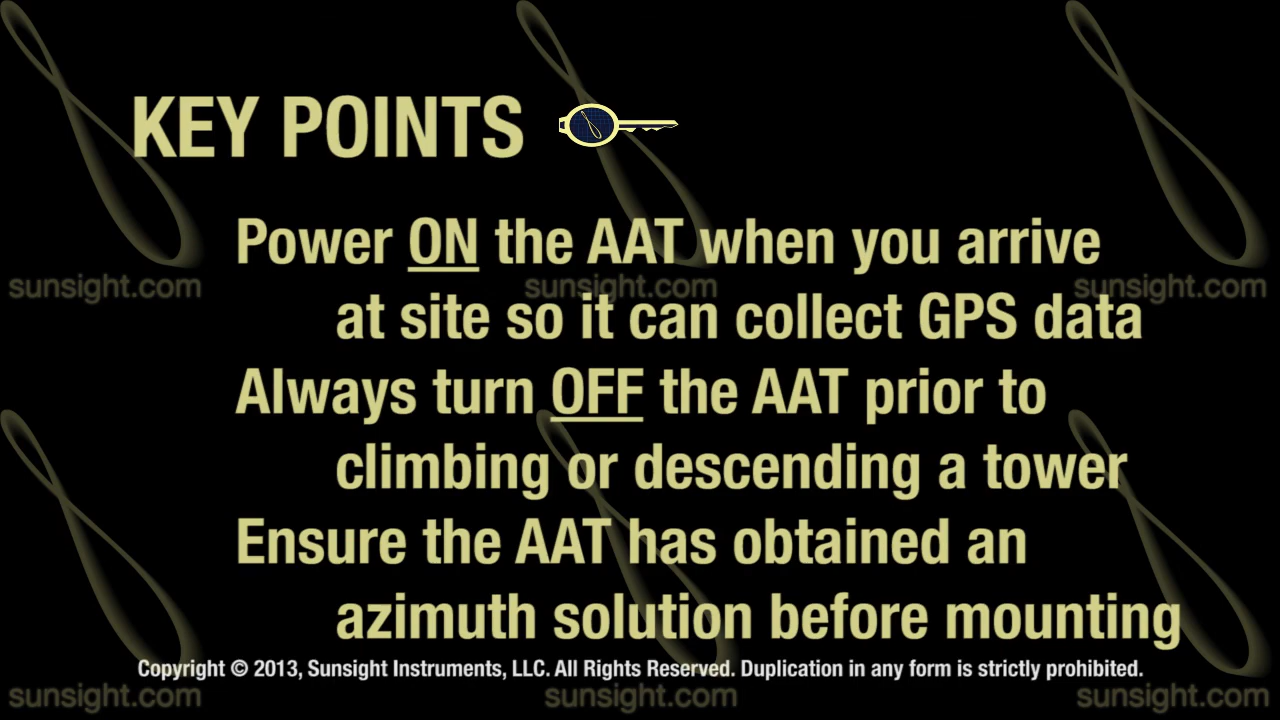 KEY POINTS
Power ON the AAT when you arrive
at site so it can collect GPS data
sunsight.com sunsight.com sunsight.com
Always turn OFF the AAT prior to
climbing or descending a tower
Ensure the AAT has obtained an
azimuth solution before mounting
Copyright © 2013, Sunsight Instruments, LLC. All Rights Reserved. Duplication in any form is strictly prohibited.
sunsight.com sunsight.com sunsight.com